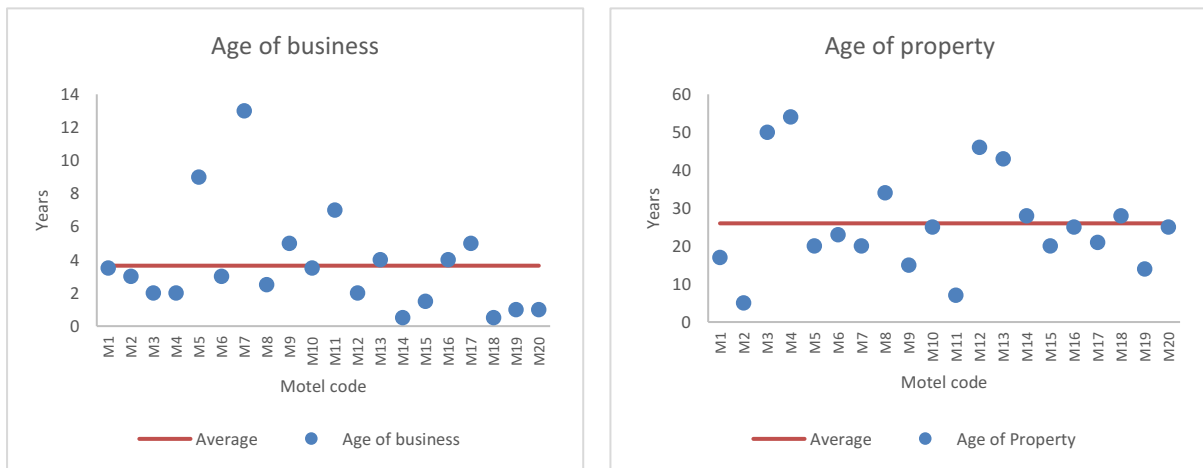 Age of business
14
12
10
8
6
4
2
0
Years
M1 M2 M3 M4 M5 M6 M7 M8 M9 M10 M11 M12 M13 M14 M15 M16 M17 M18 M19 M20
Motel code
Average Age of business
Age of property
60
50
40
30
20
10
0
Years
M1 M2 M3 M4 M5 M6 M7 M8 M9 M10 M11 M12 M13 M14 M15 M16 M17 M18 M19 M20
Motel code
Average Age of Property